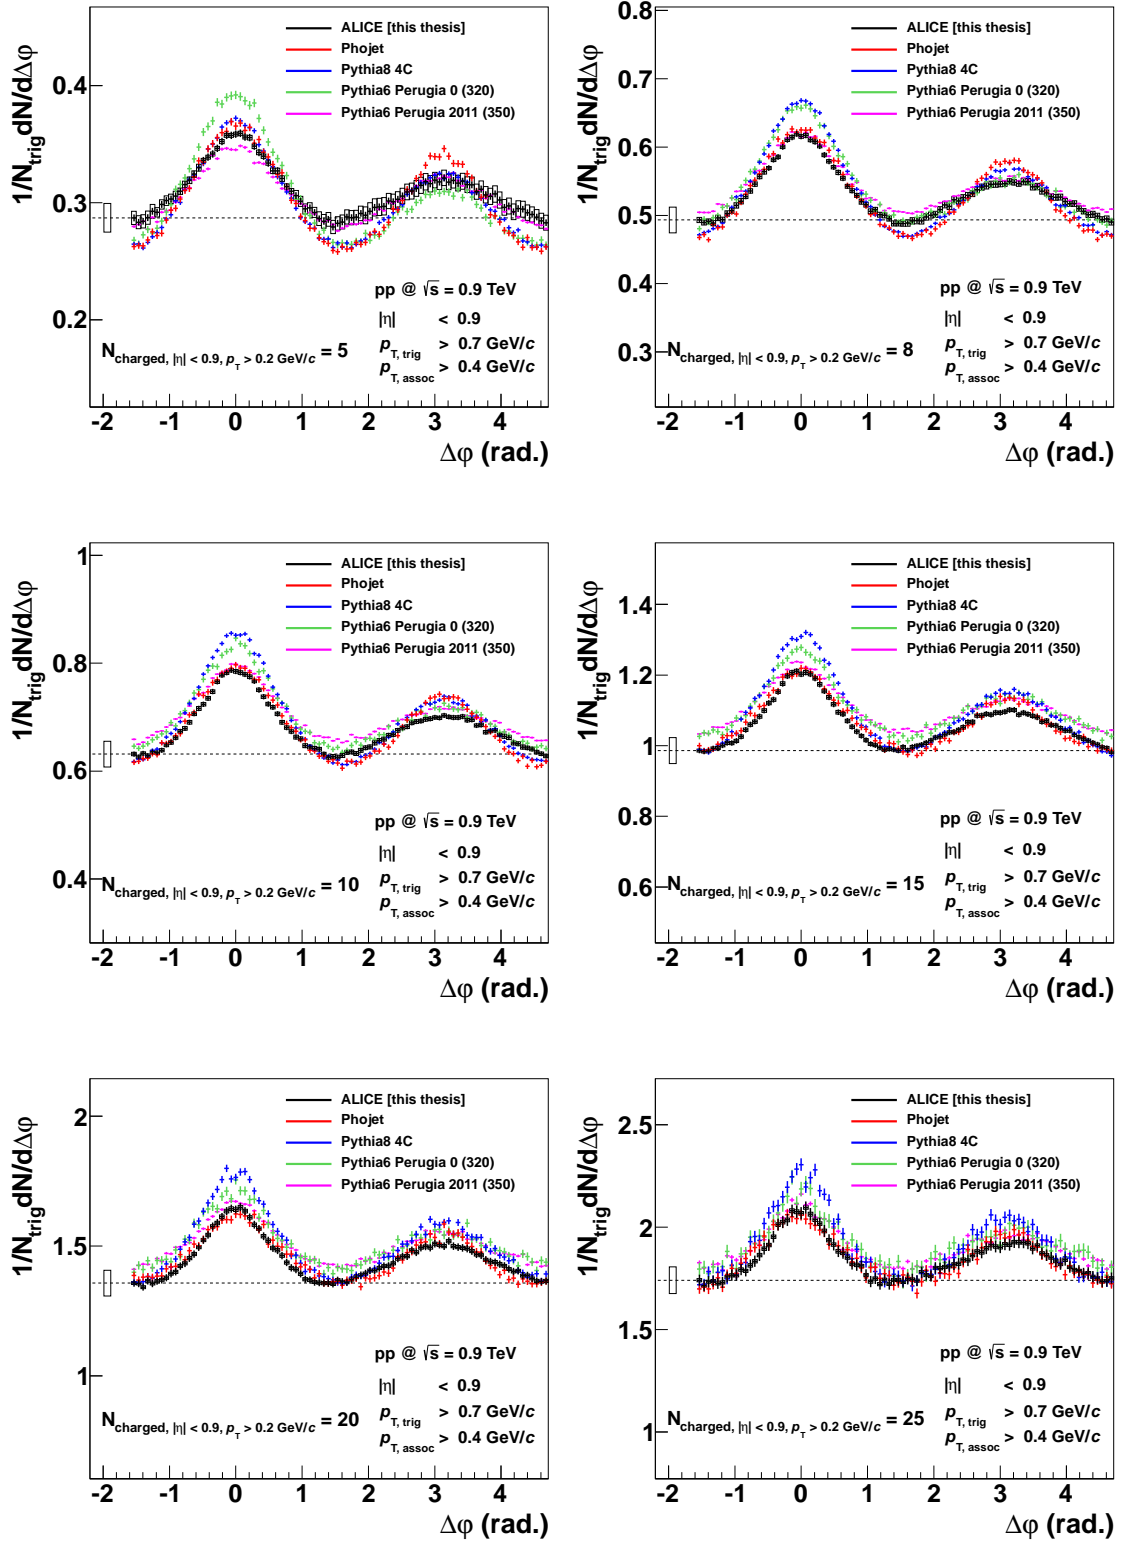 1/N_trig dN/dΔφ
0.4
0.3
0.2
ALICE [this thesis]
Phojet
Pythia8 4C
Pythia6 Perugia 0 (320)
Pythia6 Perugia 2011 (350)
pp @ √s = 0.9 TeV
|η| < 0.9
p_T, trig > 0.7 GeV/c
p_T, assoc > 0.4 GeV/c
N_charged, |η| < 0.9, p_T > 0.2 GeV/c = 5
-2 -1 0 1 2 3 4
Δφ (rad.)
1/N_trig dN/dΔφ
0.8
0.7
0.6
0.5
0.4
0.3
ALICE [this thesis]
Phojet
Pythia8 4C
Pythia6 Perugia 0 (320)
Pythia6 Perugia 2011 (350)
pp @ √s = 0.9 TeV
|η| < 0.9
p_T, trig > 0.7 GeV/c
p_T, assoc > 0.4 GeV/c
N_charged, |η| < 0.9, p_T > 0.2 GeV/c = 8
-2 -1 0 1 2 3 4
Δφ (rad.)
1/N_trig dN/dΔφ
1
0.8
0.6
0.4
ALICE [this thesis]
Phojet
Pythia8 4C
Pythia6 Perugia 0 (320)
Pythia6 Perugia 2011 (350)
pp @ √s = 0.9 TeV
|η| < 0.9
p_T, trig > 0.7 GeV/c
p_T, assoc > 0.4 GeV/c
N_charged, |η| < 0.9, p_T > 0.2 GeV/c = 10
-2 -1 0 1 2 3 4
Δφ (rad.)
1/N_trig dN/dΔφ
1.4
1.2
1
0.8
0.6
ALICE [this thesis]
Phojet
Pythia8 4C
Pythia6 Perugia 0 (320)
Pythia6 Perugia 2011 (350)
pp @ √s = 0.9 TeV
|η| < 0.9
p_T, trig > 0.7 GeV/c
p_T, assoc > 0.4 GeV/c
N_charged, |η| < 0.9, p_T > 0.2 GeV/c = 15
-2 -1 0 1 2 3 4
Δφ (rad.)
1/N_trig dN/dΔφ
2
1.5
1
ALICE [this thesis]
Phojet
Pythia8 4C
Pythia6 Perugia 0 (320)
Pythia6 Perugia 2011 (350)
pp @ √s = 0.9 TeV
|η| < 0.9
p_T, trig > 0.7 GeV/c
p_T, assoc > 0.4 GeV/c
N_charged, |η| < 0.9, p_T > 0.2 GeV/c = 20
-2 -1 0 1 2 3 4
Δφ (rad.)
1/N_trig dN/dΔφ
2.5
2
1.5
1
ALICE [this thesis]
Phojet
Pythia8 4C
Pythia6 Perugia 0 (320)
Pythia6 Perugia 2011 (350)
pp @ √s = 0.9 TeV
|η| < 0.9
p_T, trig > 0.7 GeV/c
p_T, assoc > 0.4 GeV/c
N_charged, |η| < 0.9, p_T > 0.2 GeV/c = 25
-2 -1 0 1 2 3 4
Δφ (rad.)